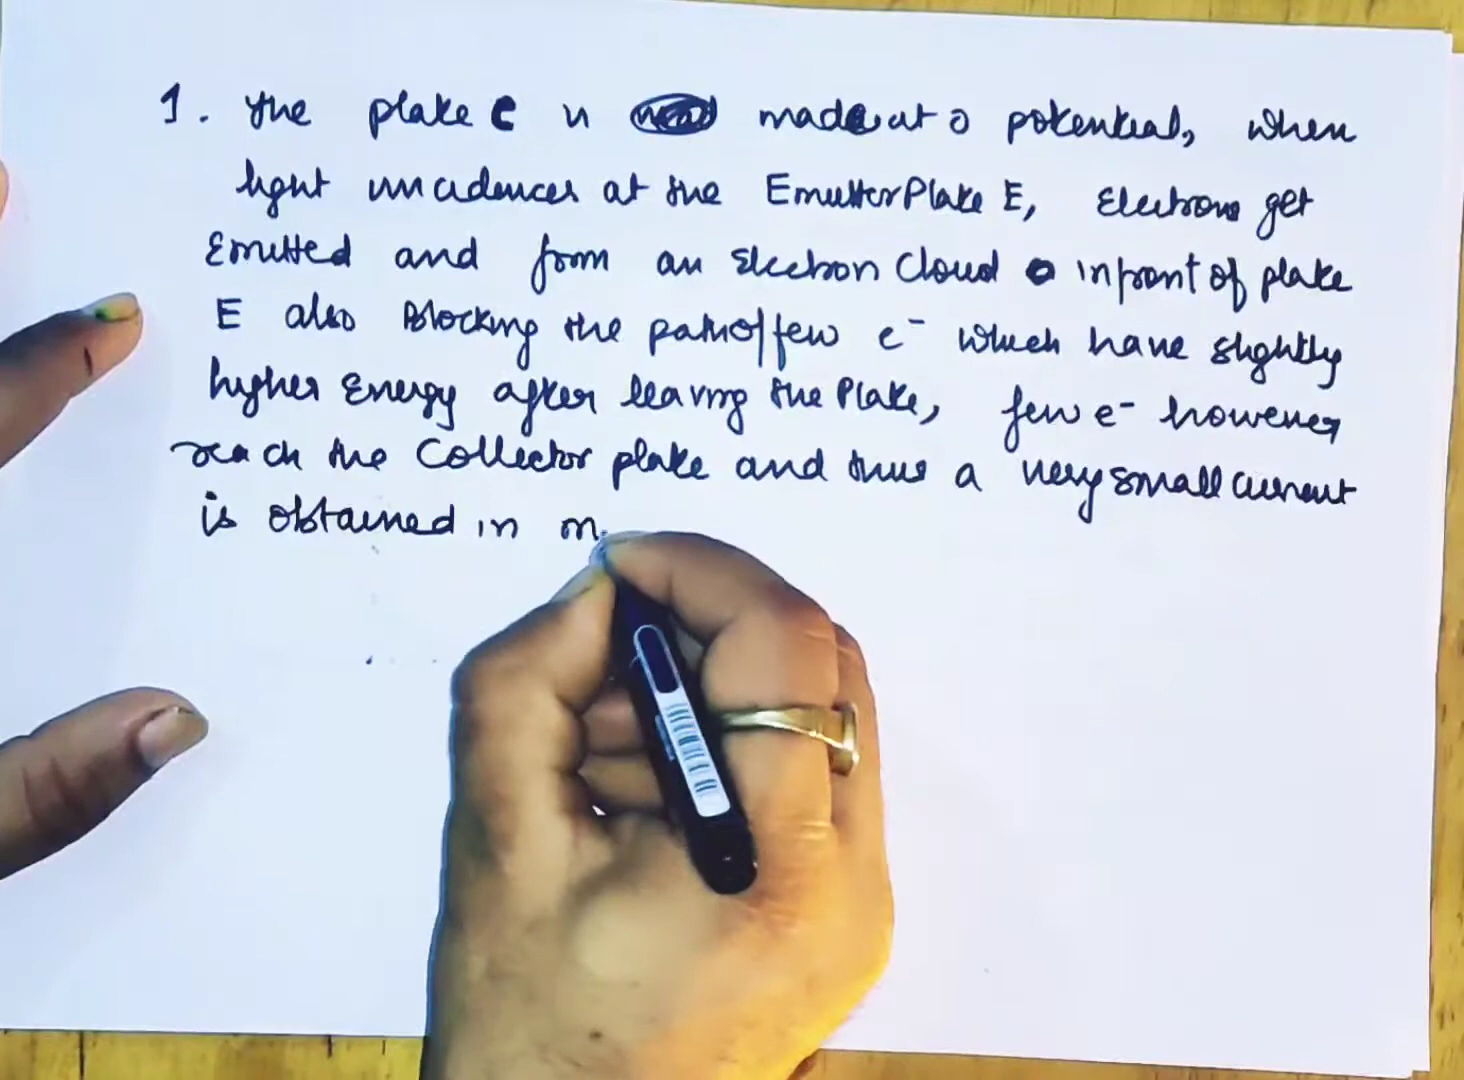 1. The plate C is made at 0 potential, when
light incidences at the Emitter Plate E, Electrons get
Emitted and form an Electron Cloud infront of plate
E also Blocking the path of few e⁻ which have slightly
higher Energy after leaving the Plate, few e⁻ however
reach the Collector plate and thus a very small current
is obtained in m